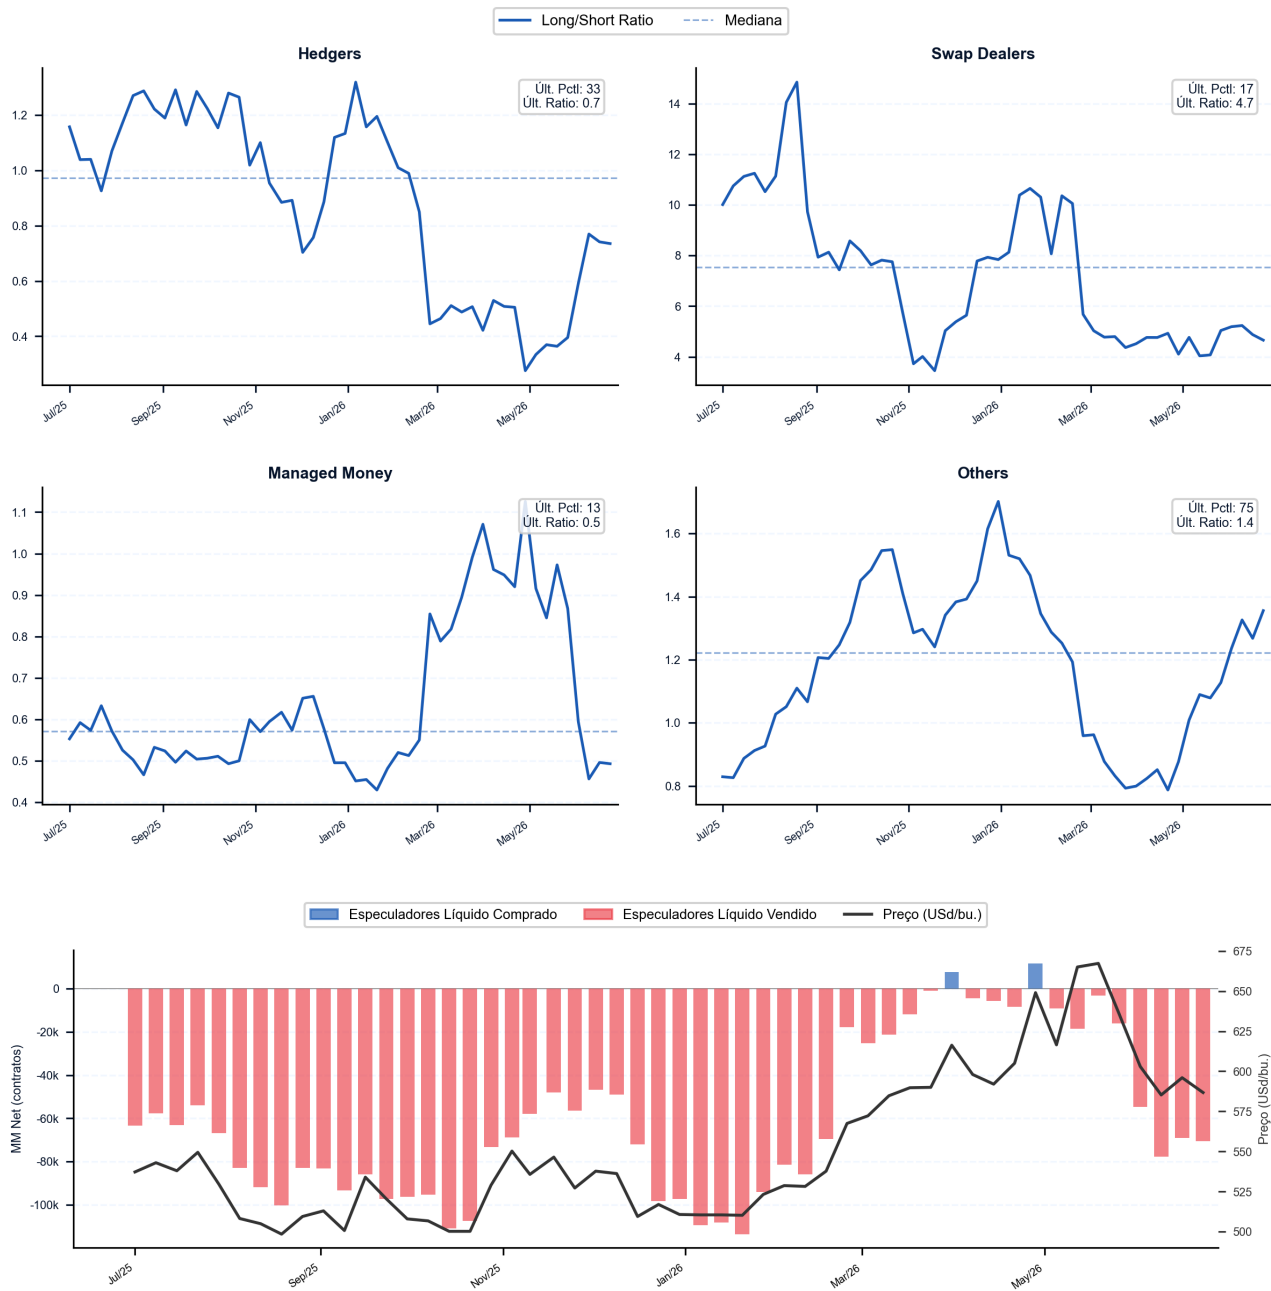 Long/Short Ratio Mediana
Hedgers
Últ. Pctl: 33
Últ. Ratio: 0.7
1.2
1.0
0.8
0.6
0.4
Jul/25 Sep/25 Nov/25 Jan/26 Mar/26 May/26
Swap Dealers
Últ. Pctl: 17
Últ. Ratio: 4.7
14
12
10
8
6
4
Jul/25 Sep/25 Nov/25 Jan/26 Mar/26 May/26
Managed Money
Últ. Pctl: 13
Últ. Ratio: 0.5
1.1
1.0
0.9
0.8
0.7
0.6
0.5
0.4
Jul/25 Sep/25 Nov/25 Jan/26 Mar/26 May/26
Others
Últ. Pctl: 75
Últ. Ratio: 1.4
1.6
1.4
1.2
1.0
0.8
Jul/25 Sep/25 Nov/25 Jan/26 Mar/26 May/26
Especuladores Líquido Comprado Especuladores Líquido Vendido Preço (USd/bu.)
MM Net (contratos)
0
-20k
-40k
-60k
-80k
-100k
675
650
625
600
575
550
525
500
Preço (USd/bu.)
Jul/25 Sep/25 Nov/25 Jan/26 Mar/26 May/26